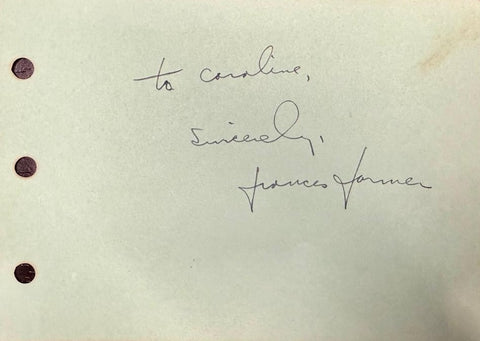 to Caroline,
Sincerely,
Frances Farmer